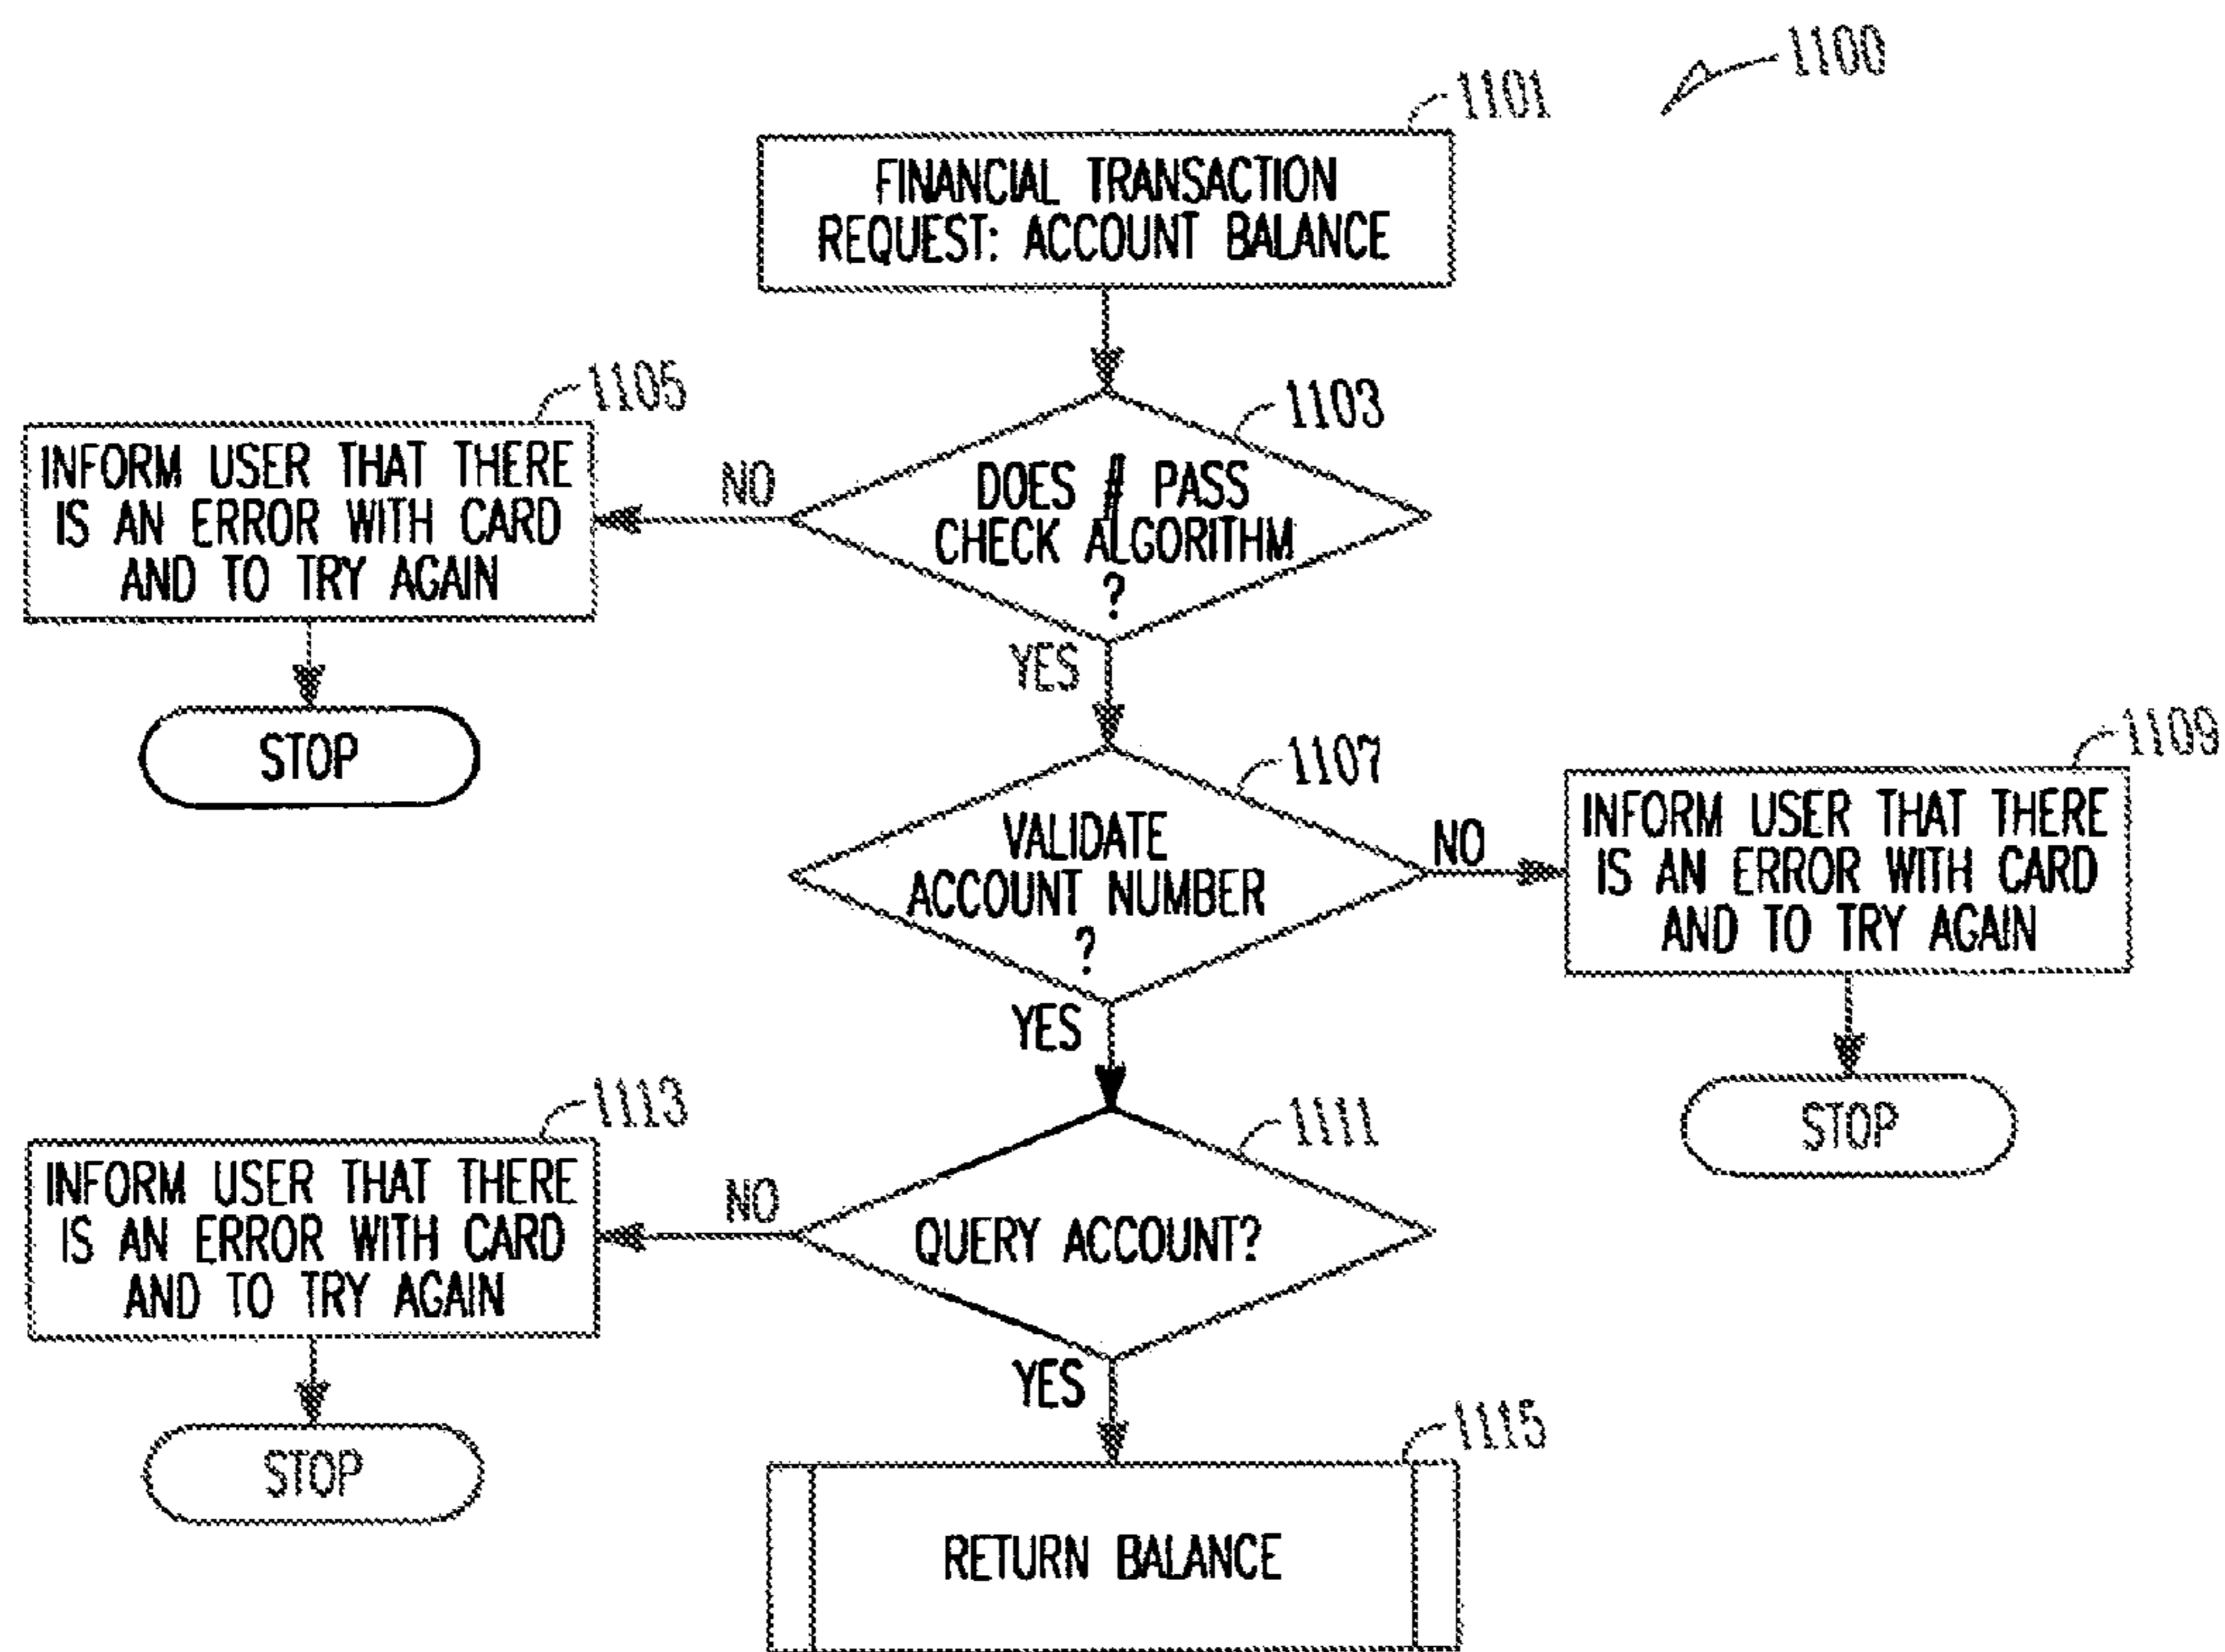 1100
1101
FINANCIAL TRANSACTION
REQUEST: ACCOUNT BALANCE
1105
INFORM USER THAT THERE
IS AN ERROR WITH CARD
AND TO TRY AGAIN
STOP
NO
1103
DOES # PASS
CHECK ALGORITHM
?
YES
1107
VALIDATE
ACCOUNT NUMBER
?
NO
1109
INFORM USER THAT THERE
IS AN ERROR WITH CARD
AND TO TRY AGAIN
STOP
YES
1111
QUERY ACCOUNT?
NO
1113
INFORM USER THAT THERE
IS AN ERROR WITH CARD
AND TO TRY AGAIN
STOP
YES
1115
RETURN BALANCE